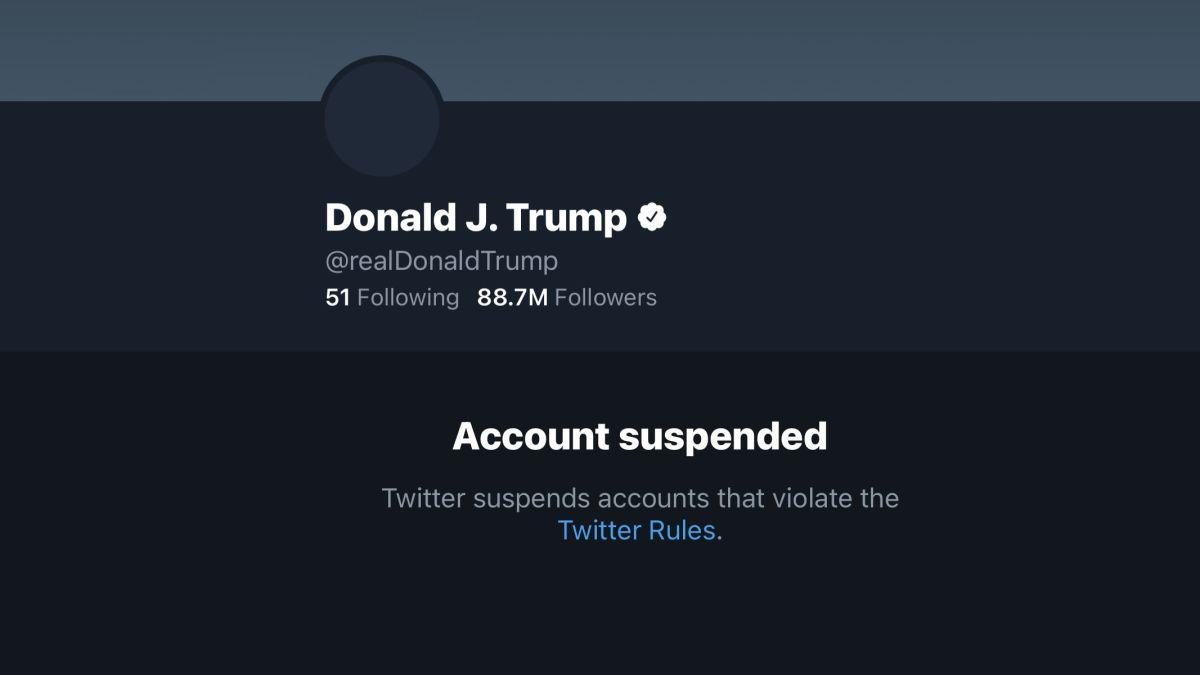 Donald J. Trump
@realDonaldTrump
51 Following 88.7M Followers
Account suspended
Twitter suspends accounts that violate the
Twitter Rules.